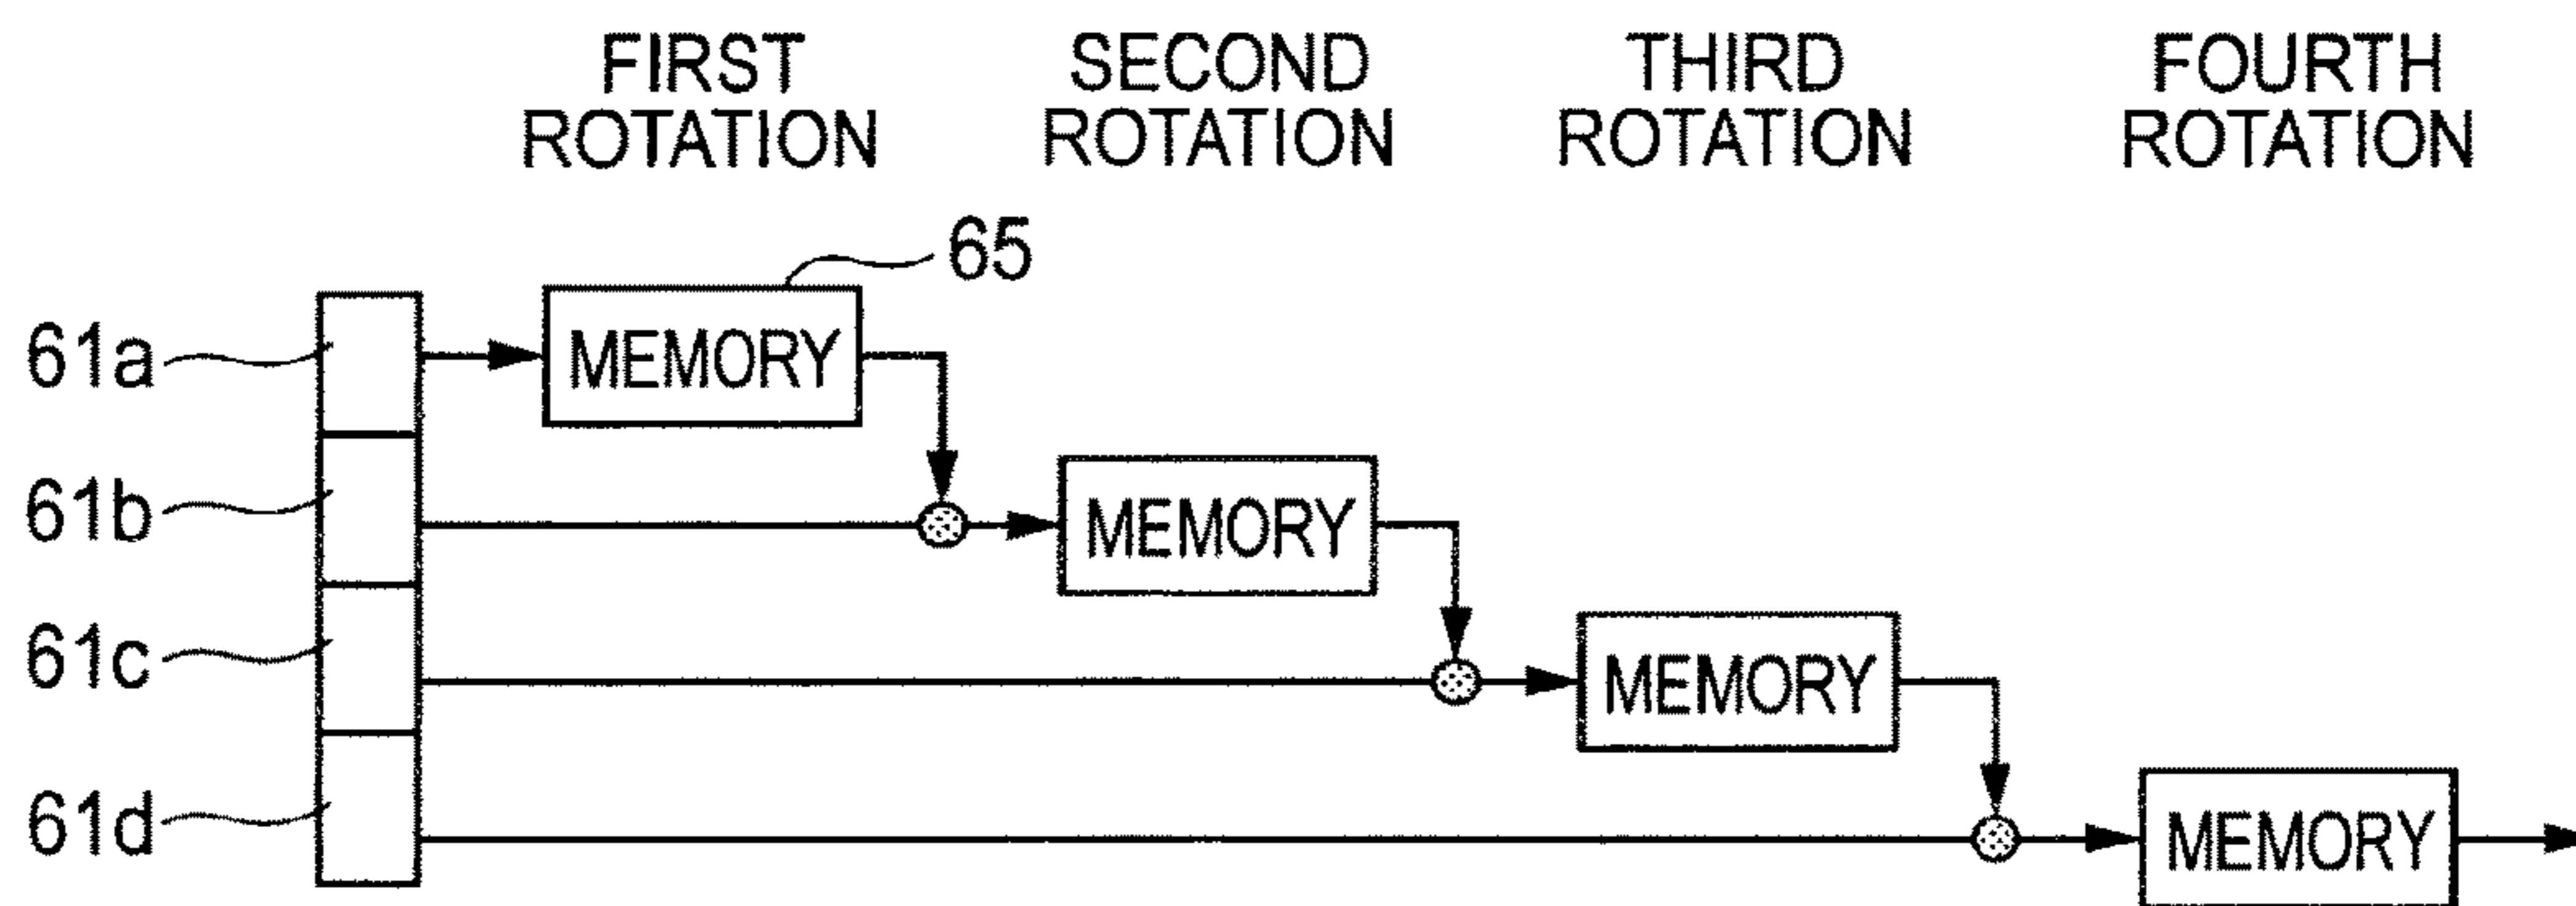 FIRST
ROTATION
SECOND
ROTATION
THIRD
ROTATION
FOURTH
ROTATION
65
61a
MEMORY
61b
MEMORY
61c
MEMORY
61d
MEMORY